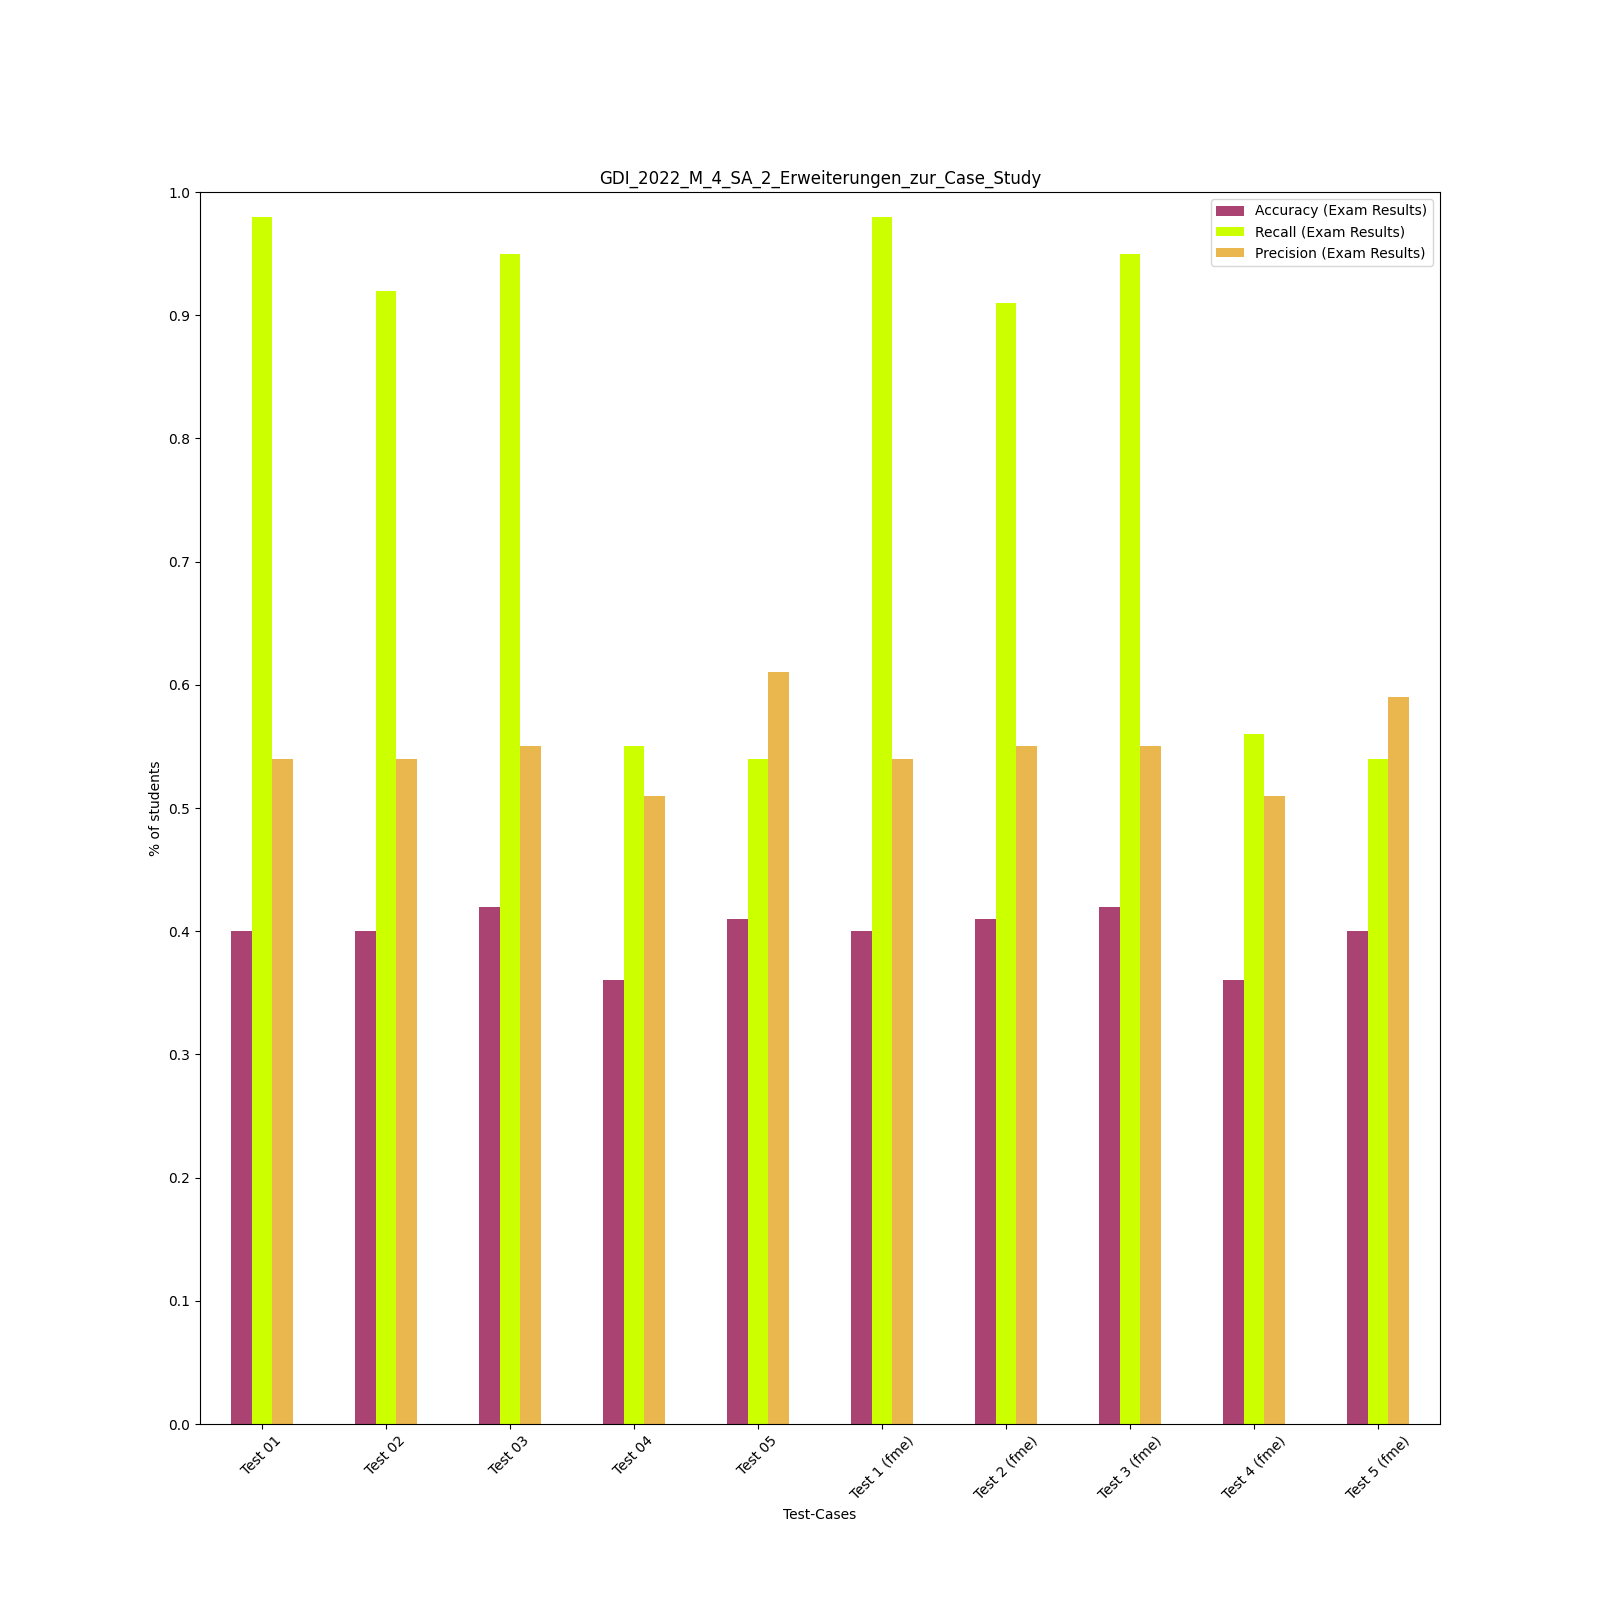 GDI_2022_M_4_SA_2_Erweiterungen_zur_Case_Study
Accuracy (Exam Results)
Recall (Exam Results)
Precision (Exam Results)
1.0
0.9
0.8
0.7
0.6
0.5
0.4
0.3
0.2
0.1
0.0
% of students
Test 01
Test 02
Test 03
Test 04
Test 05
Test 1 (fme)
Test 2 (fme)
Test 3 (fme)
Test 4 (fme)
Test 5 (fme)
Test-Cases